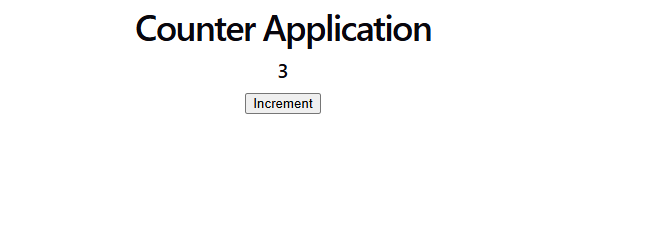 Counter Application
3
Increment